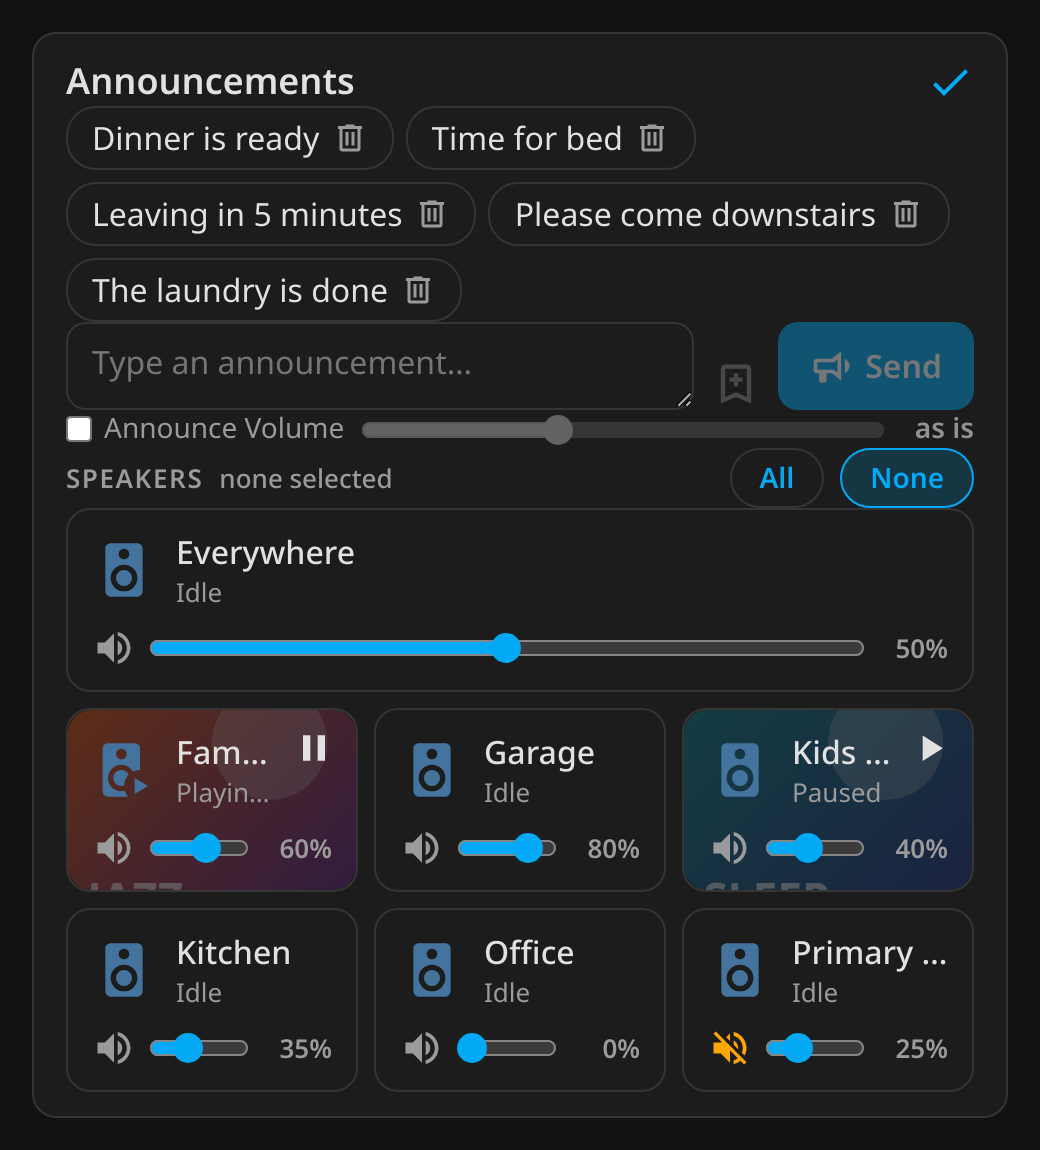 Announcements
Dinner is ready
Time for bed
Leaving in 5 minutes
Please come downstairs
The laundry is done
Type an announcement...
Send
Announce Volume
as is
SPEAKERS none selected
All
None
Everywhere
Idle
50%
Fam...
Playin...
60%
JAZZ
Garage
Idle
80%
Kids ...
Paused
40%
SLEEP
Kitchen
Idle
35%
Office
Idle
0%
Primary ...
Idle
25%